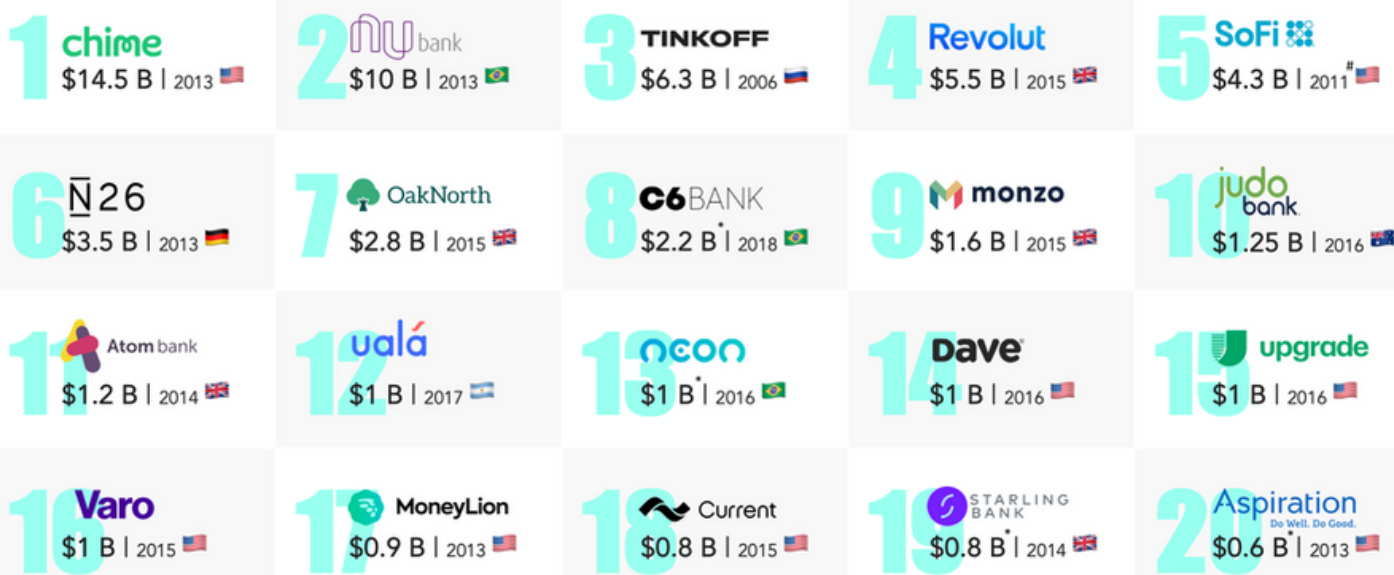 1 chime
$14.5 B | 2013
2 nu bank
$10 B | 2013
3 TINKOFF
$6.3 B | 2006
4 Revolut
$5.5 B | 2015
5 SoFi
$4.3 B | 2011#
6 N26
$3.5 B | 2013
7 OakNorth
$2.8 B | 2015
8 C6BANK
$2.2 B* | 2018
9 monzo
$1.6 B | 2015
10 judo
bank
$1.25 B | 2016
11 Atom bank
$1.2 B | 2014
12 ualá
$1 B | 2017
13 neon
$1 B* | 2016
14 Dave
$1 B | 2016
15 upgrade
$1 B | 2016
16 Varo
$1 B | 2015
17 MoneyLion
$0.9 B | 2013
18 Current
$0.8 B | 2015
19 STARLING
BANK
$0.8 B* | 2014
20 Aspiration
Do Well. Do Good.
$0.6 B* | 2013